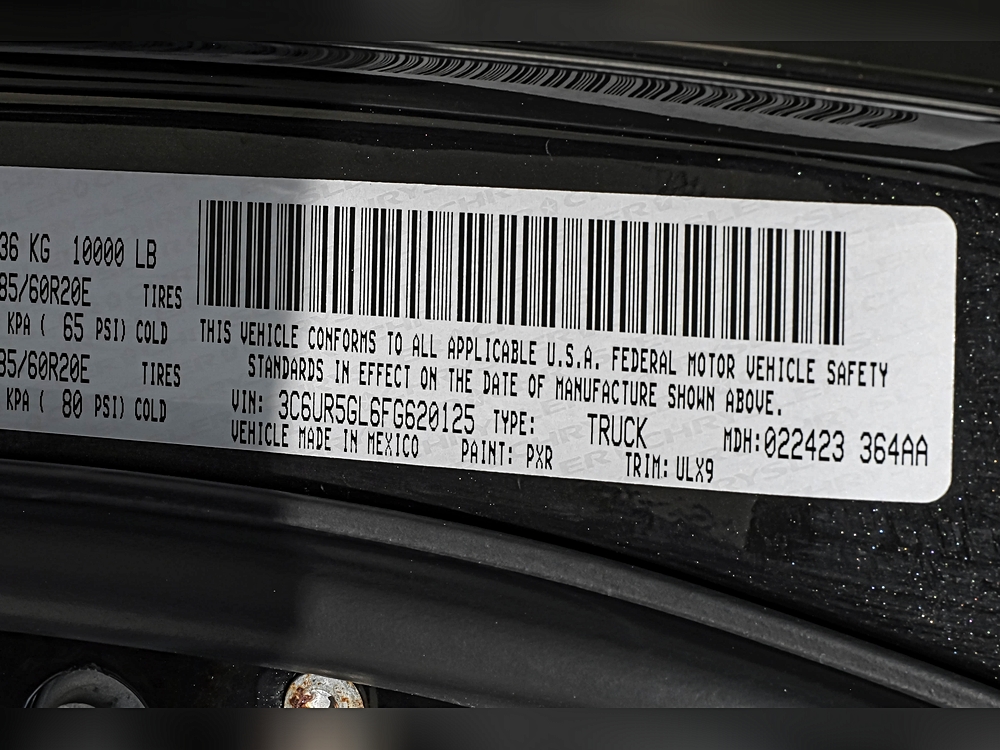 36 KG 10000 LB
85/60R20E TIRES
KPA ( 65 PSI) COLD
85/60R20E TIRES
KPA ( 80 PSI) COLD
THIS VEHICLE CONFORMS TO ALL APPLICABLE U.S.A. FEDERAL MOTOR VEHICLE SAFETY
STANDARDS IN EFFECT ON THE DATE OF MANUFACTURE SHOWN ABOVE.
VIN: 3C6UR5GL6FG620125 TYPE: TRUCK MDH:022423 364AA
VEHICLE MADE IN MEXICO PAINT: PXR TRIM: ULX9